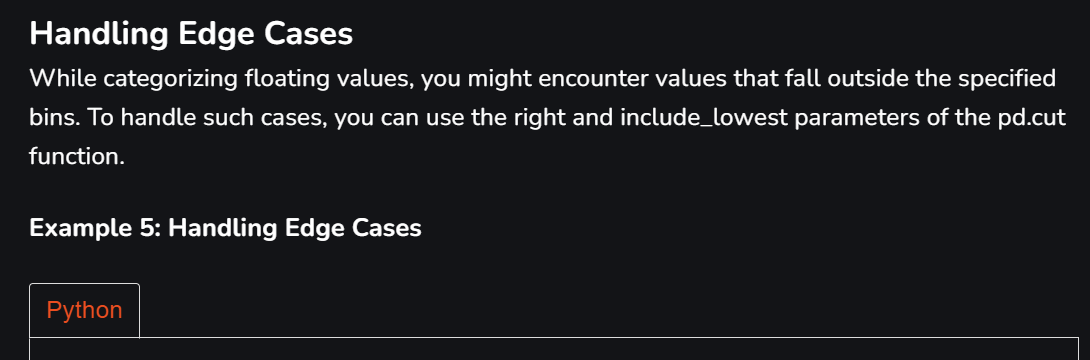 Handling Edge Cases
While categorizing floating values, you might encounter values that fall outside the specified
bins. To handle such cases, you can use the right and include_lowest parameters of the pd.cut
function.
Example 5: Handling Edge Cases
Python